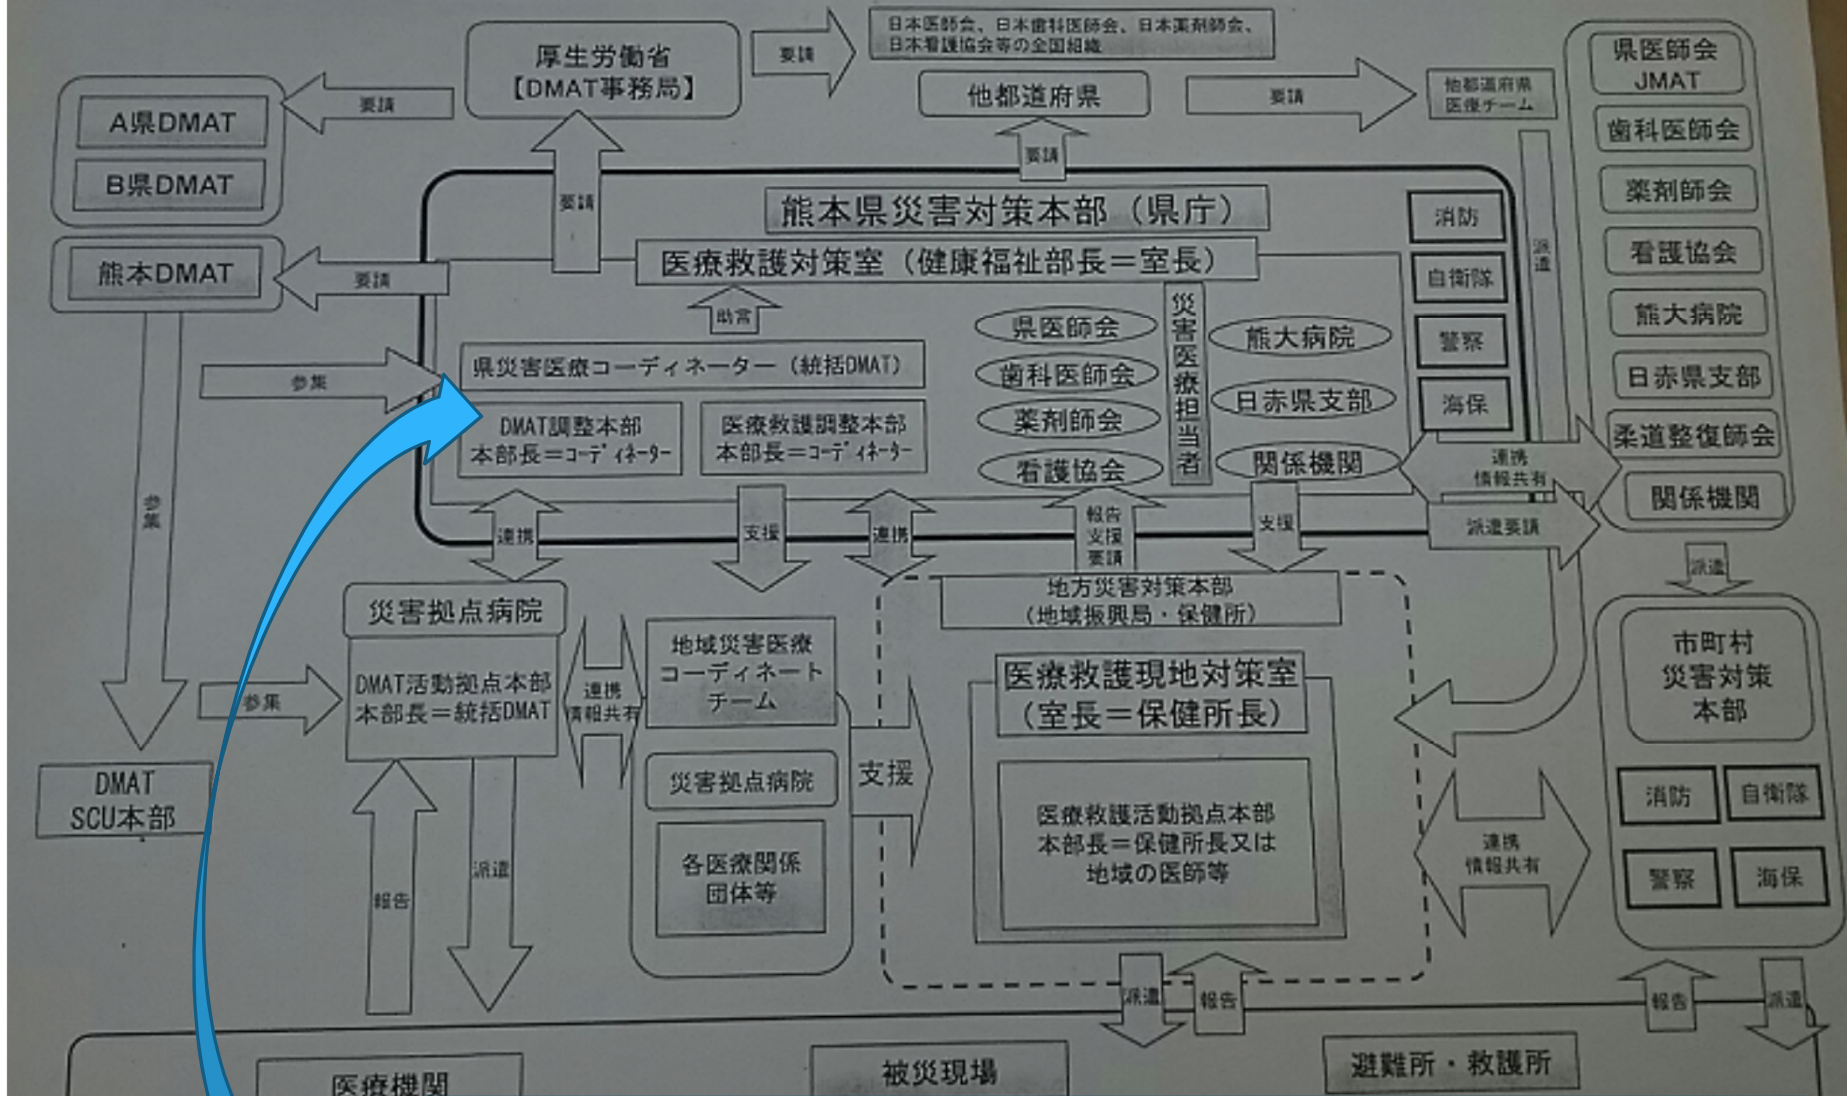 厚生労働省
【DMAT事務局】
要請
日本医師会、日本歯科医師会、日本薬剤師会、
日本看護協会等の全国組織
他都道府県
要請
他都道府県
医療チーム
県医師会
JMAT
歯科医師会
薬剤師会
看護協会
熊大病院
日赤県支部
柔道整復師会
関係機関
要請
A県DMAT
B県DMAT
要請
要請
派遣
熊本県災害対策本部（県庁）
医療救護対策室（健康福祉部長＝室長）
消防
自衛隊
警察
海保
熊本DMAT
要請
助言
参集
県災害医療コーディネーター（統括DMAT）
DMAT調整本部
本部長＝ｺｰﾃﾞｨﾈｰﾀｰ
医療救護調整本部
本部長＝ｺｰﾃﾞｨﾈｰﾀｰ
県医師会
歯科医師会
薬剤師会
看護協会
災害医療担当者
熊大病院
日赤県支部
関係機関
連携
情報共有
派遣要請
参集
連携
支援
連携
報告
支援
要請
支援
派遣
災害拠点病院
DMAT活動拠点本部
本部長＝統括DMAT
参集
連携
情報共有
地域災害医療
コーディネート
チーム
災害拠点病院
各医療関係
団体等
支援
地方災害対策本部
（地域振興局・保健所）
医療救護現地対策室
（室長＝保健所長）
医療救護活動拠点本部
本部長＝保健所長又は
地域の医師等
市町村
災害対策
本部
消防
自衛隊
警察
海保
連携
情報共有
DMAT
SCU本部
報告
派遣
派遣
報告
報告
派遣
医療機関
被災現場
避難所・救護所